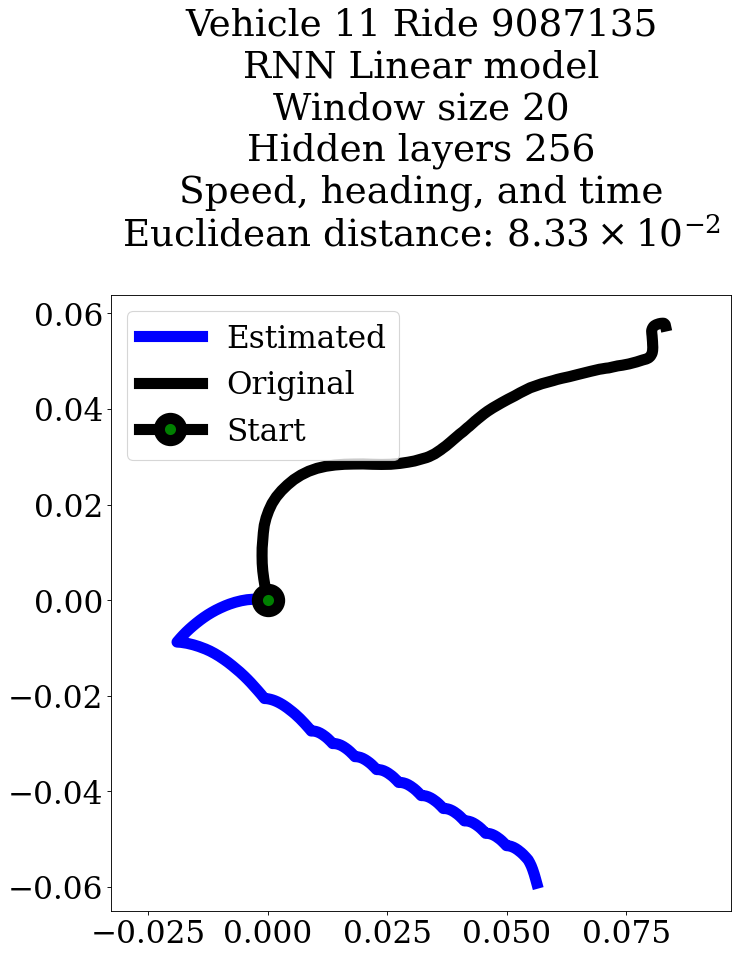 Vehicle 11 Ride 9087135
RNN Linear model
Window size 20
Hidden layers 256
Speed, heading, and time
Euclidean distance: 8.33 × 10⁻²
Estimated
Original
Start
0.06
0.04
0.02
0.00
−0.02
−0.04
−0.06
−0.025 0.000 0.025 0.050 0.075